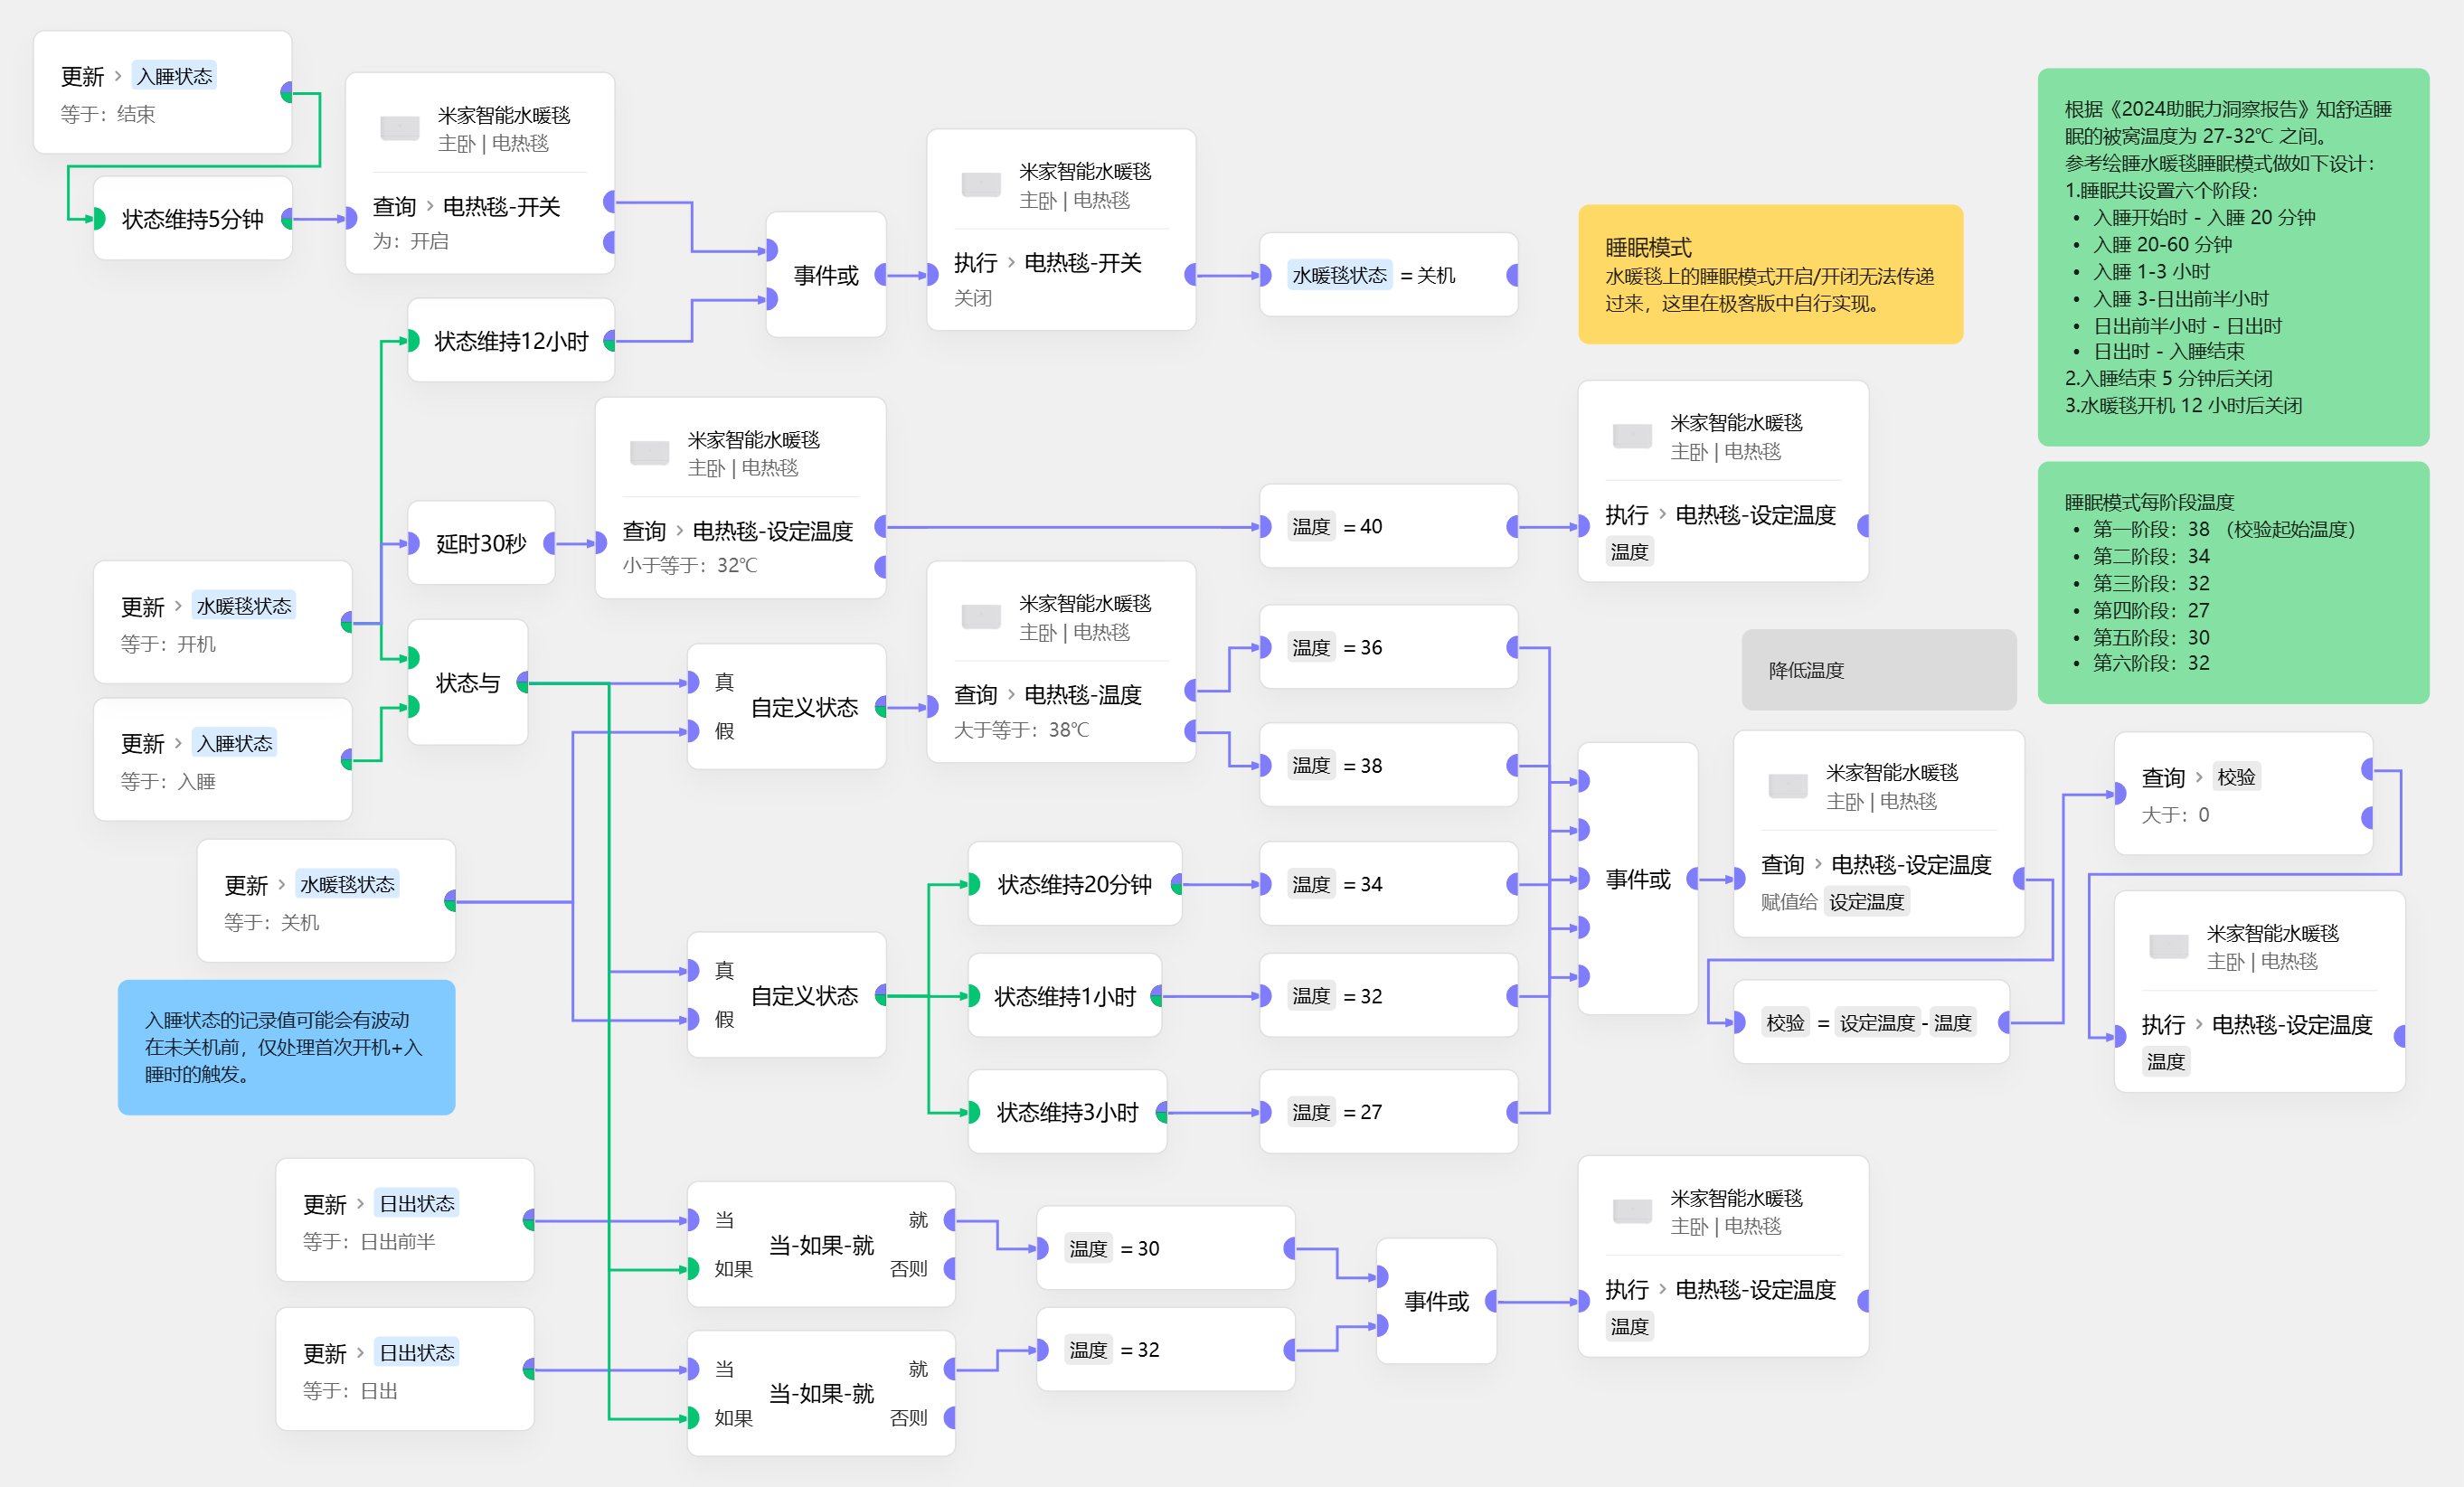 更新 > 入睡状态
等于：结束
状态维持5分钟
米家智能水暖毯
主卧 | 电热毯
查询 > 电热毯-开关
为：开启
事件或
米家智能水暖毯
主卧 | 电热毯
执行 > 电热毯-开关
关闭
水暖毯状态 = 关机
睡眠模式
水暖毯上的睡眠模式开启/开闭无法传递
过来，这里在极客版中自行实现。
根据《2024助眠力洞察报告》知舒适睡
眠的被窝温度为 27-32℃ 之间。
参考绘睡水暖毯睡眠模式做如下设计：
1.睡眠共设置六个阶段：
• 入睡开始时 - 入睡 20 分钟
• 入睡 20-60 分钟
• 入睡 1-3 小时
• 入睡 3-日出前半小时
• 日出前半小时 - 日出时
• 日出时 - 入睡结束
2.入睡结束 5 分钟后关闭
3.水暖毯开机 12 小时后关闭
状态维持12小时
米家智能水暖毯
主卧 | 电热毯
查询 > 电热毯-设定温度
小于等于：32℃
延时30秒
温度 = 40
米家智能水暖毯
主卧 | 电热毯
执行 > 电热毯-设定温度
温度
睡眠模式每阶段温度
• 第一阶段：38 （校验起始温度）
• 第二阶段：34
• 第三阶段：32
• 第四阶段：27
• 第五阶段：30
• 第六阶段：32
更新 > 水暖毯状态
等于：开机
更新 > 入睡状态
等于：入睡
状态与
真
假
自定义状态
米家智能水暖毯
主卧 | 电热毯
查询 > 电热毯-温度
大于等于：38℃
温度 = 36
温度 = 38
降低温度
更新 > 水暖毯状态
等于：关机
入睡状态的记录值可能会有波动
在未关机前，仅处理首次开机+入
睡时的触发。
真
假
自定义状态
状态维持20分钟
温度 = 34
状态维持1小时
温度 = 32
状态维持3小时
温度 = 27
事件或
米家智能水暖毯
主卧 | 电热毯
查询 > 电热毯-设定温度
赋值给 设定温度
校验 = 设定温度 - 温度
查询 > 校验
大于：0
米家智能水暖毯
主卧 | 电热毯
执行 > 电热毯-设定温度
温度
更新 > 日出状态
等于：日出前半
当
如果
当-如果-就
就
否则
温度 = 30
更新 > 日出状态
等于：日出
当
如果
当-如果-就
就
否则
温度 = 32
事件或
米家智能水暖毯
主卧 | 电热毯
执行 > 电热毯-设定温度
温度